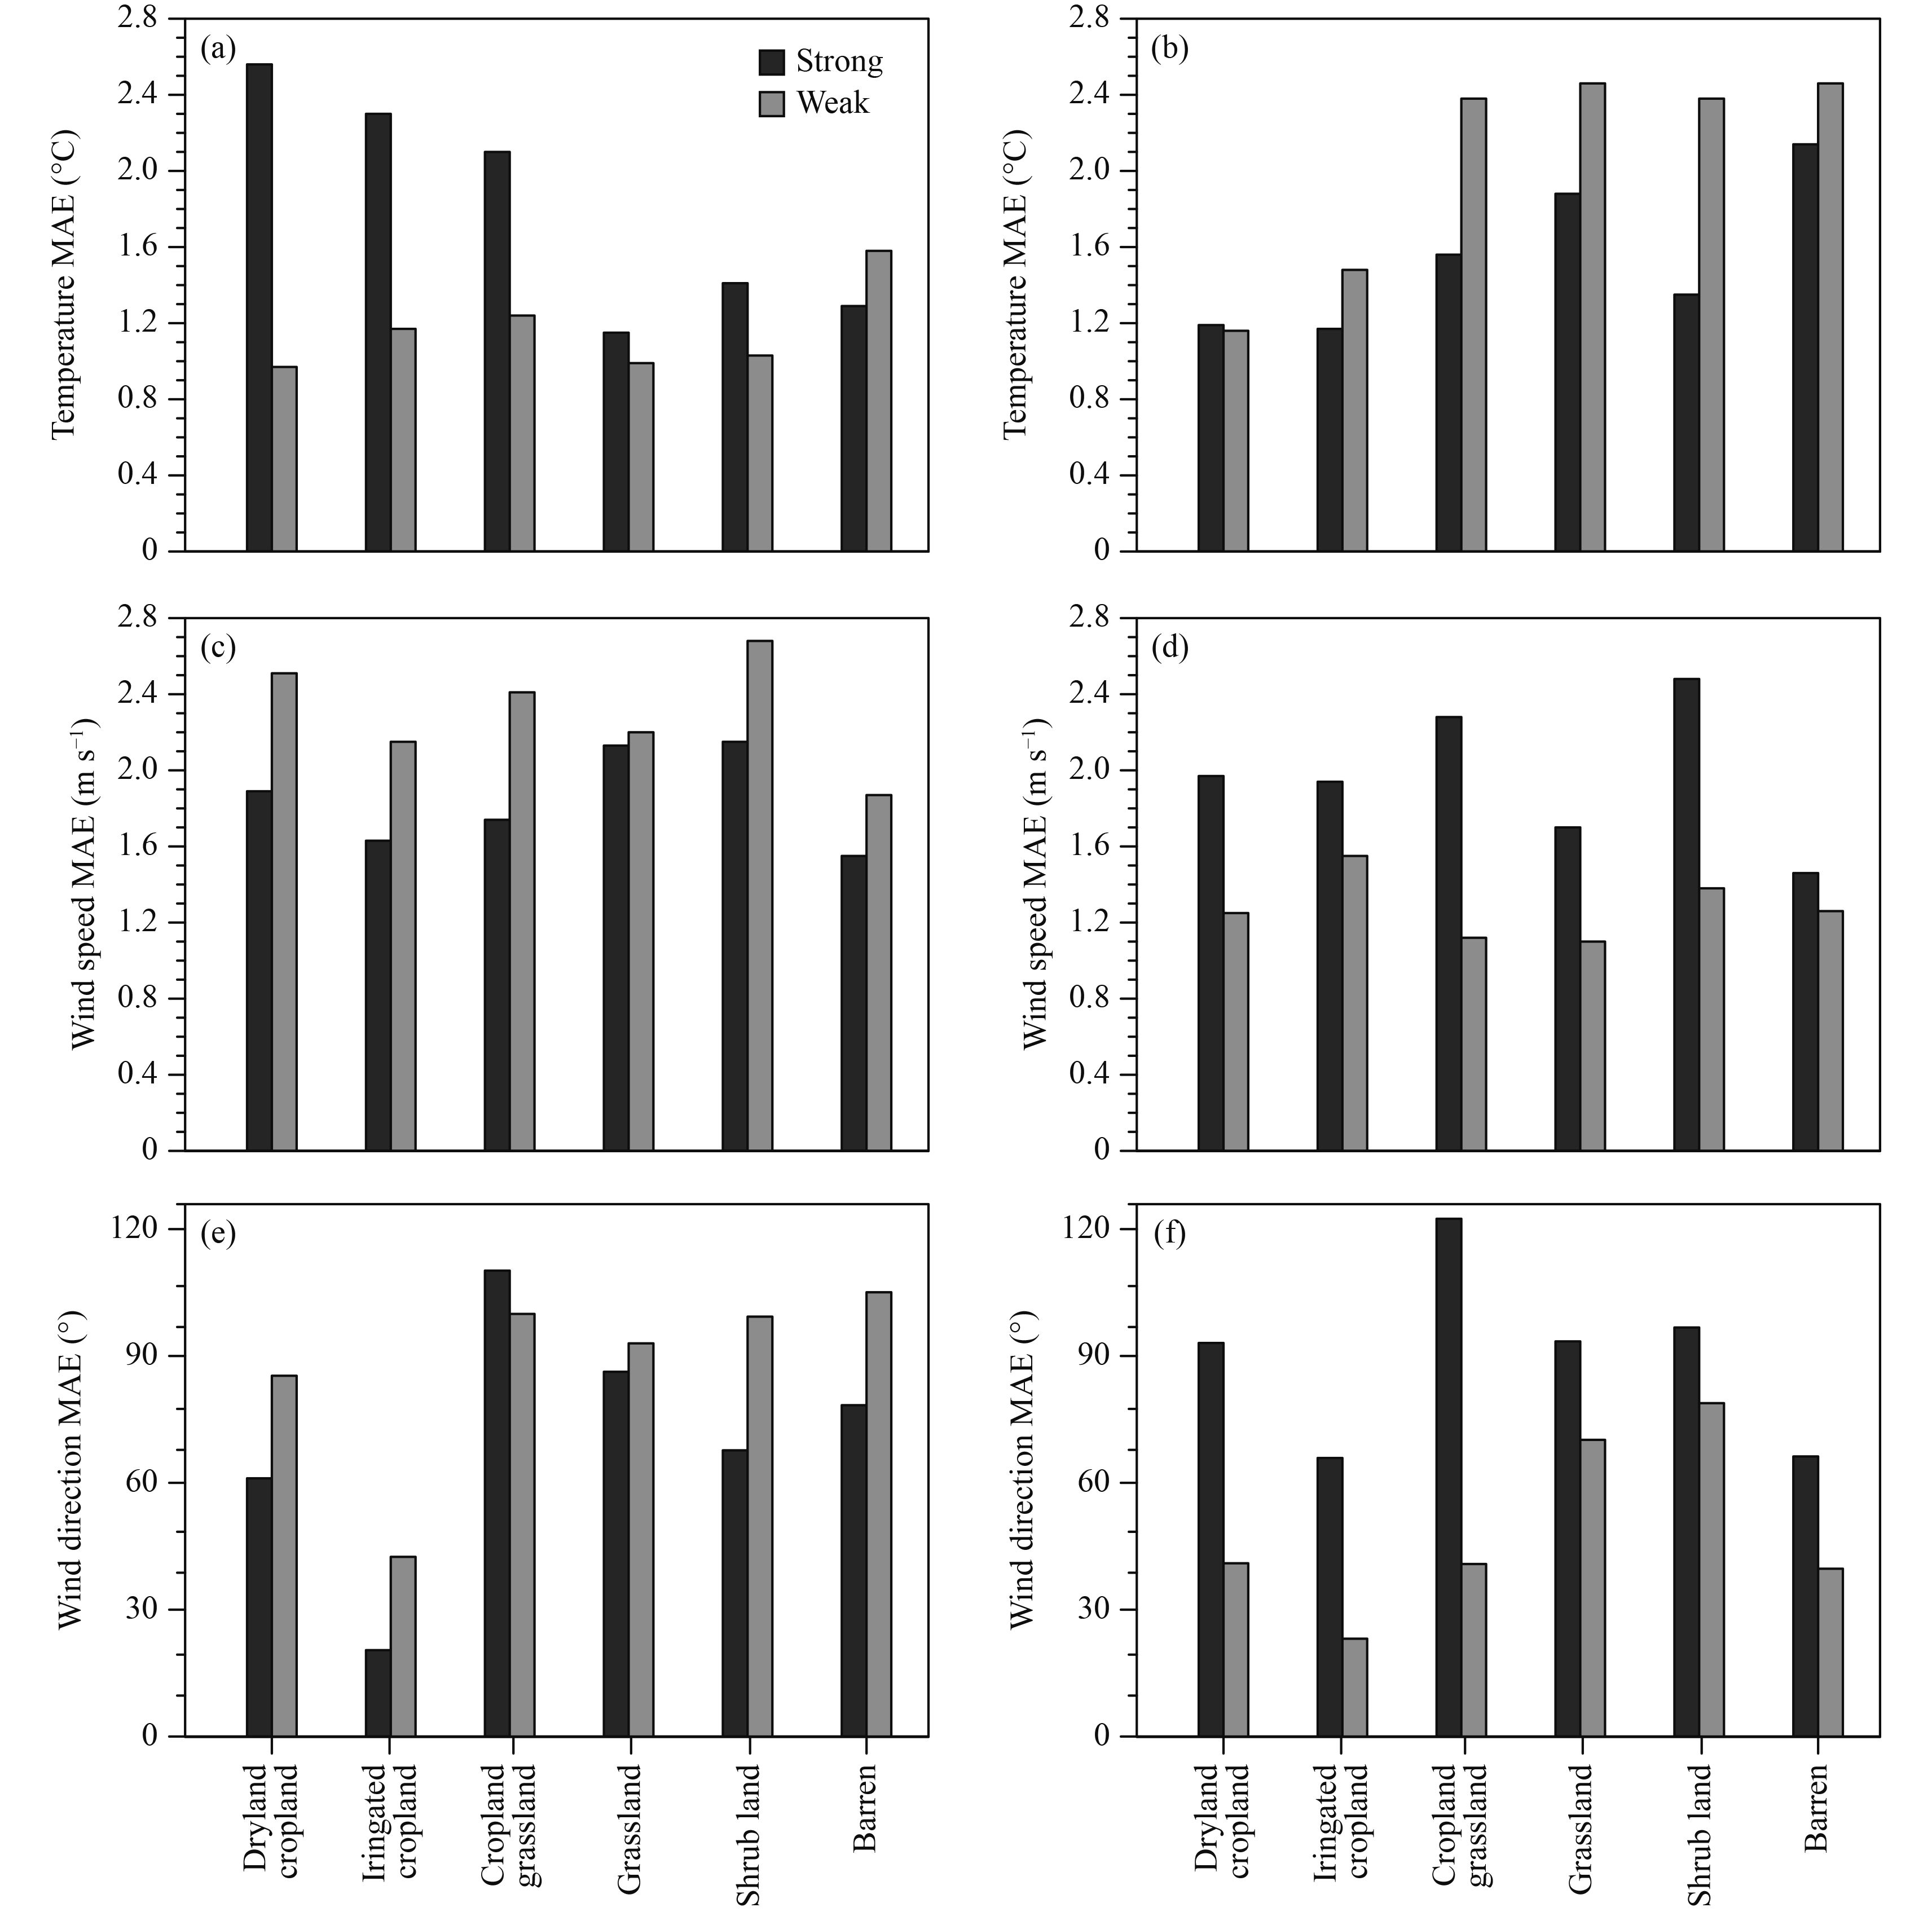 (a)
Strong
Weak
Temperature MAE (°C)
2.8
2.4
2.0
1.6
1.2
0.8
0.4
0
(b)
Temperature MAE (°C)
2.8
2.4
2.0
1.6
1.2
0.8
0.4
0
(c)
Wind speed MAE (m s⁻¹)
2.8
2.4
2.0
1.6
1.2
0.8
0.4
0
(d)
Wind speed MAE (m s⁻¹)
2.8
2.4
2.0
1.6
1.2
0.8
0.4
0
(e)
Wind direction MAE (°)
120
90
60
30
0
Dryland
cropland
Iringated
cropland
Cropland
grassland
Grassland
Shrub land
Barren
(f)
Wind direction MAE (°)
120
90
60
30
0
Dryland
cropland
Iringated
cropland
Cropland
grassland
Grassland
Shrub land
Barren